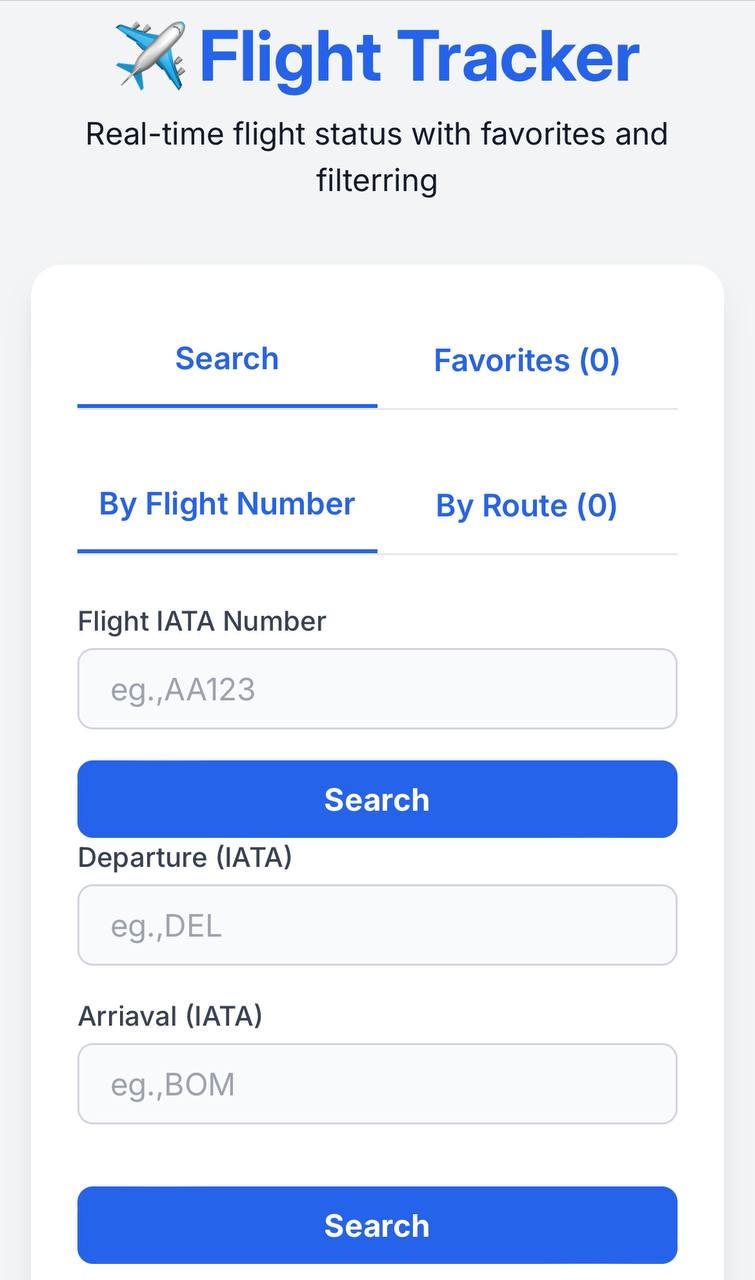 ✈️ Flight Tracker
Real-time flight status with favorites and
filterring
Search
Favorites (0)
By Flight Number
By Route (0)
Flight IATA Number
eg.,AA123
Search
Departure (IATA)
eg.,DEL
Arriaval (IATA)
eg.,BOM
Search